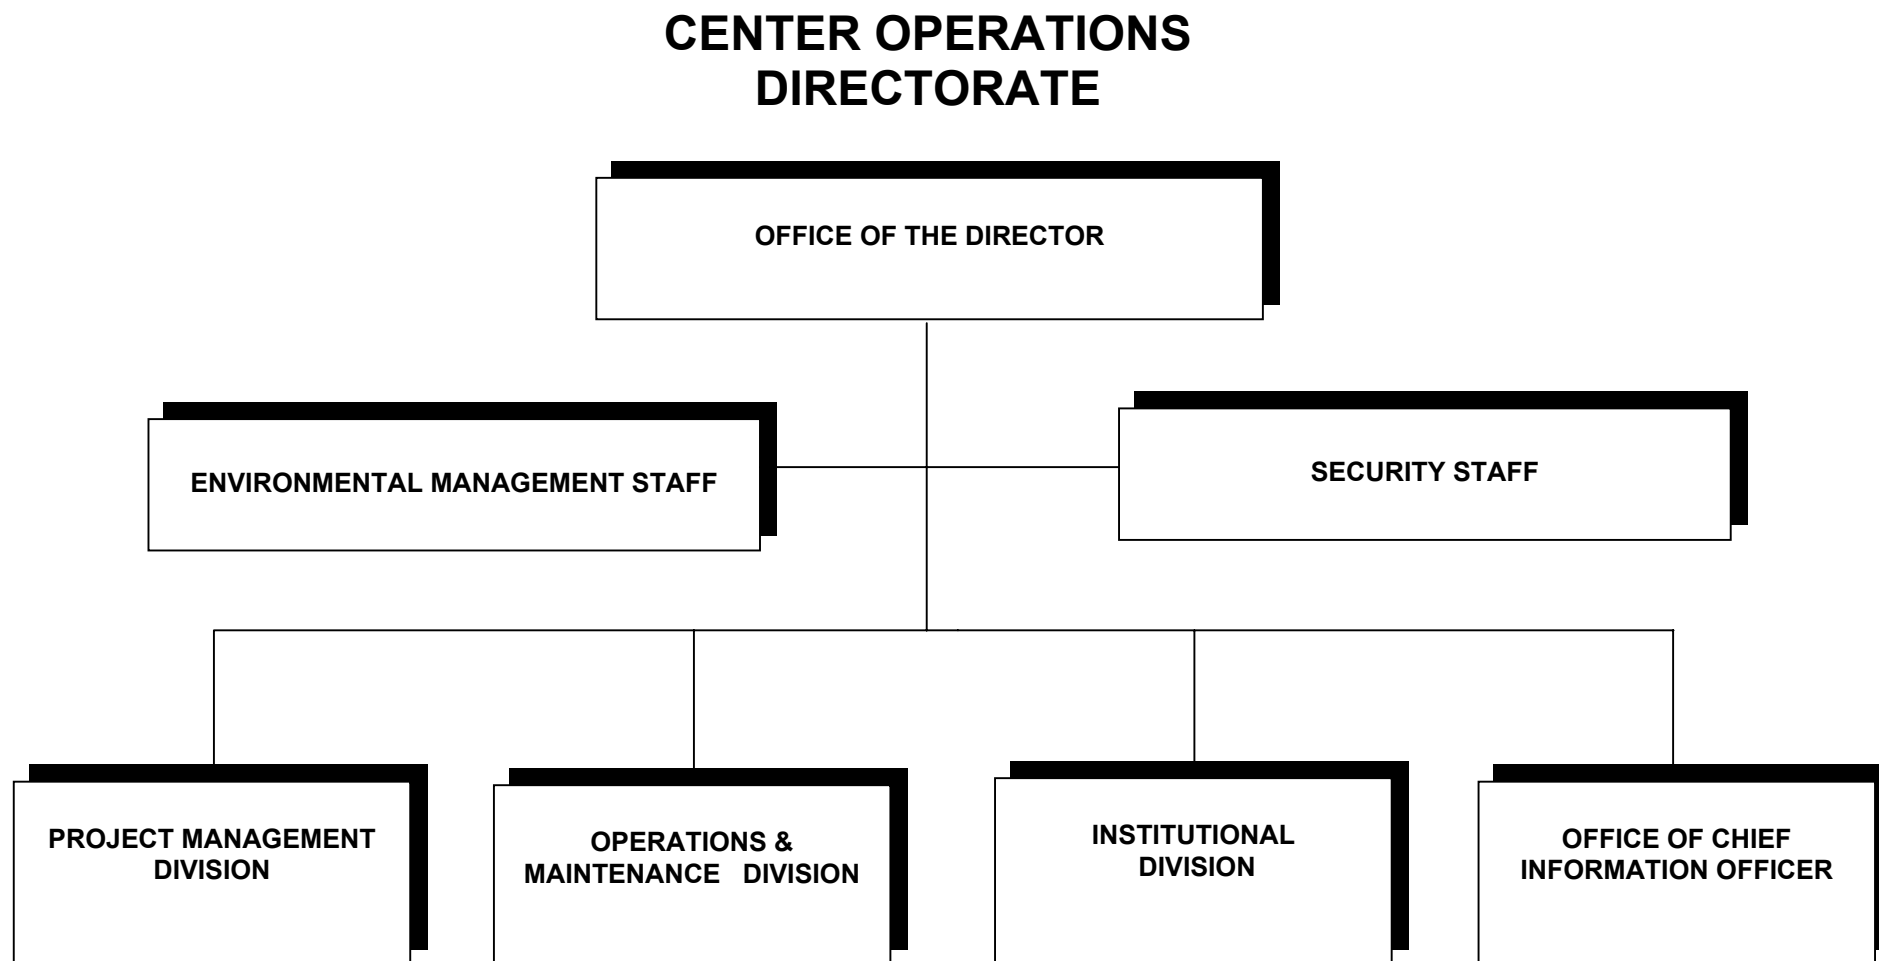 CENTER OPERATIONS
DIRECTORATE
OFFICE OF THE DIRECTOR
ENVIRONMENTAL MANAGEMENT STAFF
SECURITY STAFF
PROJECT MANAGEMENT
DIVISION
OPERATIONS &
MAINTENANCE DIVISION
INSTITUTIONAL
DIVISION
OFFICE OF CHIEF
INFORMATION OFFICER